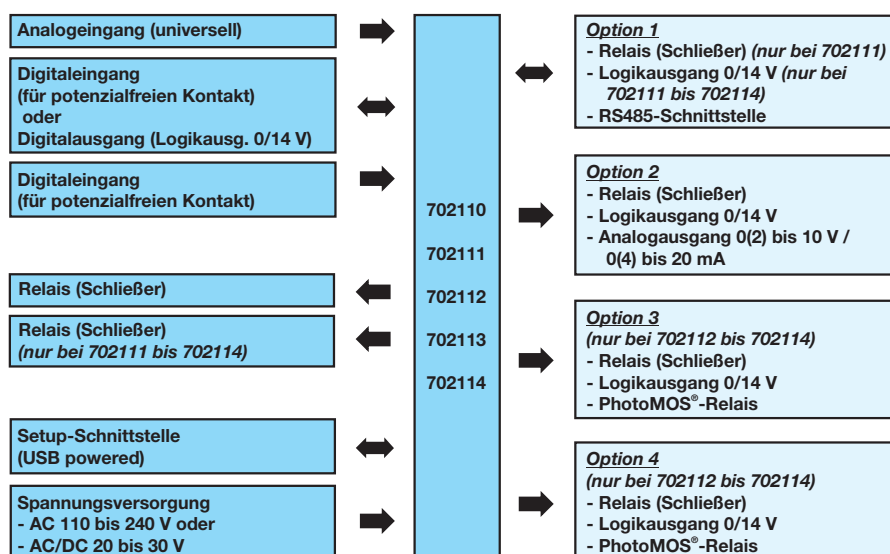 Analogeingang (universell)
Digitaleingang
(für potenzialfreien Kontakt)
oder
Digitalausgang (Logikausg. 0/14 V)
Digitaleingang
(für potenzialfreien Kontakt)
Relais (Schließer)
Relais (Schließer)
(nur bei 702111 bis 702114)
Setup-Schnittstelle
(USB powered)
Spannungsversorgung
- AC 110 bis 240 V oder
- AC/DC 20 bis 30 V
702110
702111
702112
702113
702114
Option 1
- Relais (Schließer) (nur bei 702111)
- Logikausgang 0/14 V (nur bei
702111 bis 702114)
- RS485-Schnittstelle
Option 2
- Relais (Schließer)
- Logikausgang 0/14 V
- Analogausgang 0(2) bis 10 V /
0(4) bis 20 mA
Option 3
(nur bei 702112 bis 702114)
- Relais (Schließer)
- Logikausgang 0/14 V
- PhotoMOS®-Relais
Option 4
(nur bei 702112 bis 702114)
- Relais (Schließer)
- Logikausgang 0/14 V
- PhotoMOS®-Relais